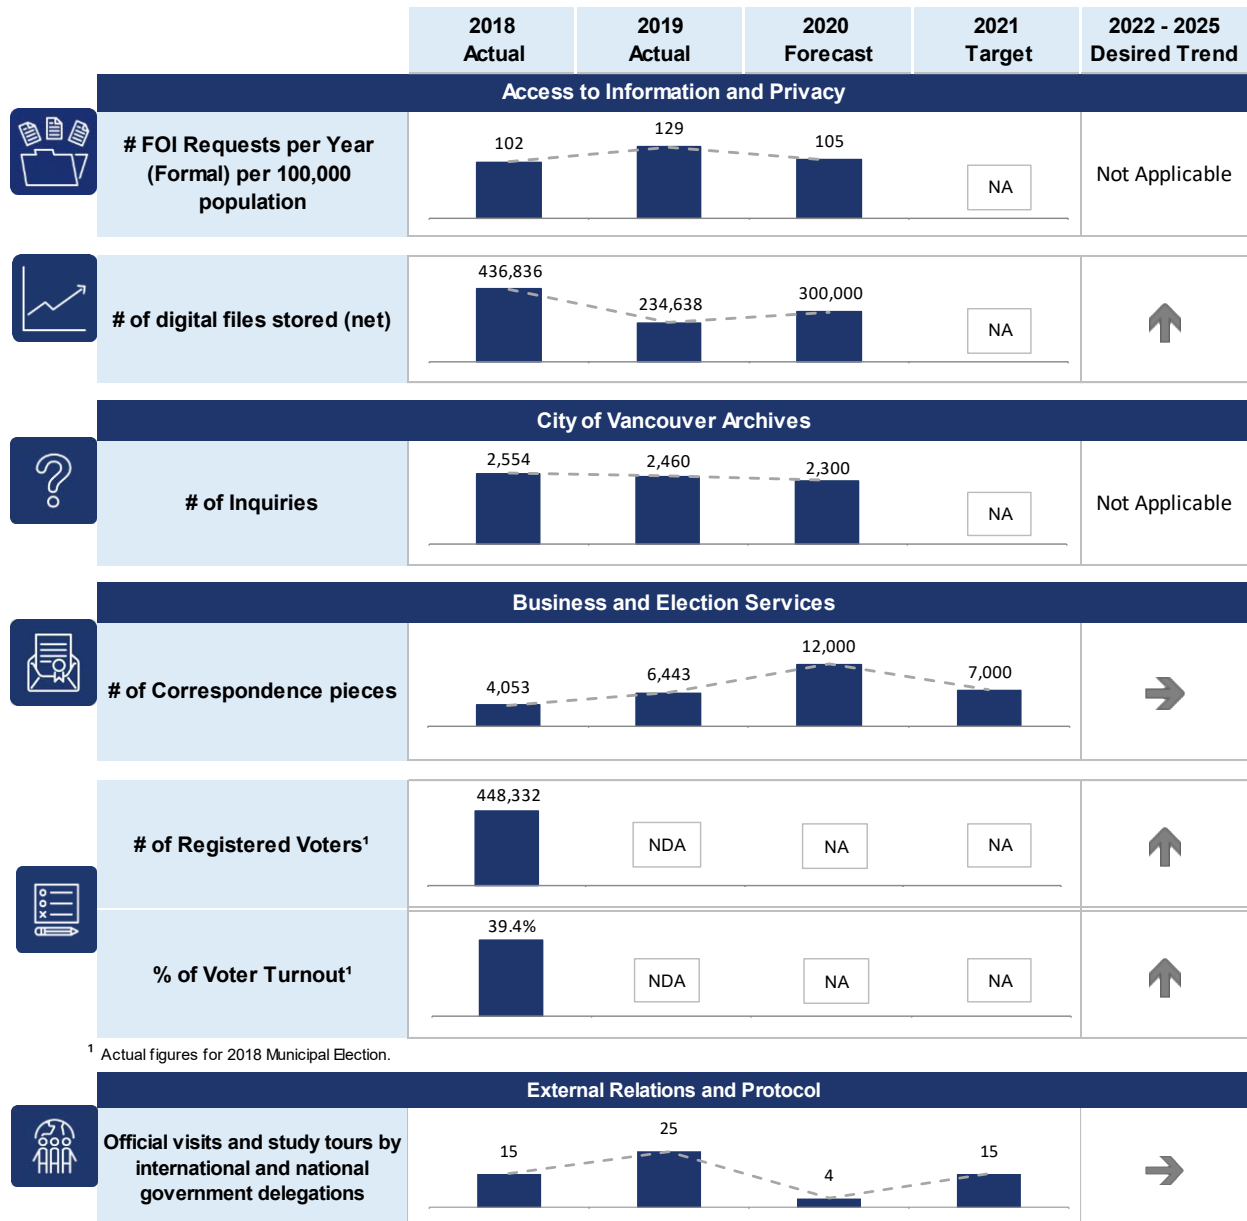 2018 2019 2020 2021 2022 - 2025
Actual Actual Forecast Target Desired Trend
Access to Information and Privacy
# FOI Requests per Year
(Formal) per 100,000
population
102 129 105 NA Not Applicable
# of digital files stored (net)
436,836 234,638 300,000 NA
City of Vancouver Archives
# of Inquiries
2,554 2,460 2,300 NA Not Applicable
Business and Election Services
# of Correspondence pieces
4,053 6,443 12,000 7,000
# of Registered Voters¹
448,332 NDA NA NA
% of Voter Turnout¹
39.4% NDA NA NA
¹ Actual figures for 2018 Municipal Election.
External Relations and Protocol
Official visits and study tours by
international and national
government delegations
15 25 4 15